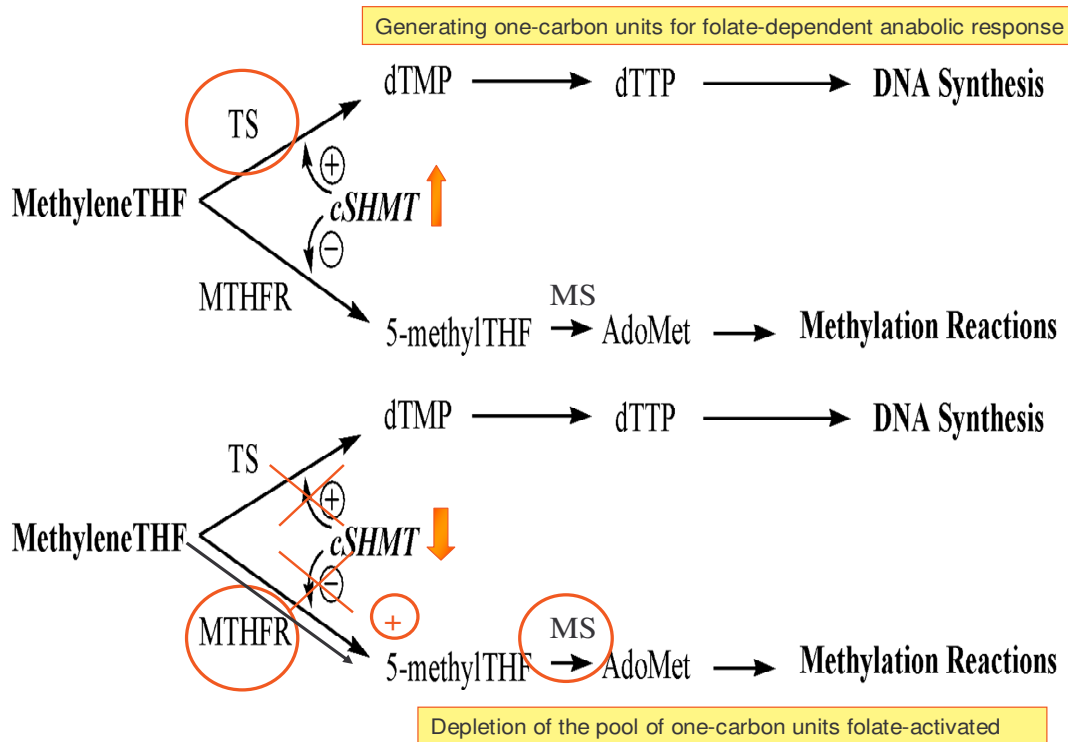 Generating one-carbon units for folate-dependent anabolic response
dTMP dTTP DNA Synthesis
TS
+
MethyleneTHF cSHMT
−
MTHFR MS
5-methylTHF AdoMet Methylation Reactions
dTMP dTTP DNA Synthesis
TS
+
MethyleneTHF cSHMT
−
MTHFR + MS
5-methylTHF AdoMet Methylation Reactions
Depletion of the pool of one-carbon units folate-activated